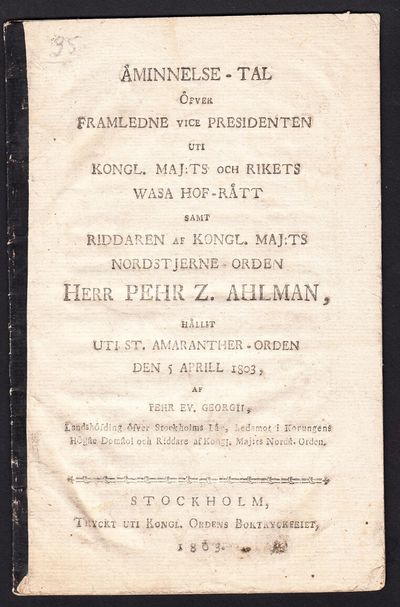 95
ÅMINNELSE-TAL
ÖFVER
FRAMLEDNE VICE PRESIDENTEN
UTI
KONGL. MAJ:TS OCH RIKETS
WASA HOF-RÄTT
SAMT
RIDDAREN AF KONGL. MAJ:TS
NORDSTJERNE-ORDEN
HERR PEHR Z. AHLMAN,
HÅLLIT
UTI ST. AMARANTHER-ORDEN
DEN 5 APRILL 1803,
AF
PEHR EV. GEORGII,
Landshöfding öfver Stockholms Län, Ledamot i Konungens
Högste Domstol och Riddare af Kongl. Maj:ts Nordst. Orden.
STOCKHOLM,
TRYCKT UTI KONGL. ORDENS BOKTRYCKERIET,
1803.